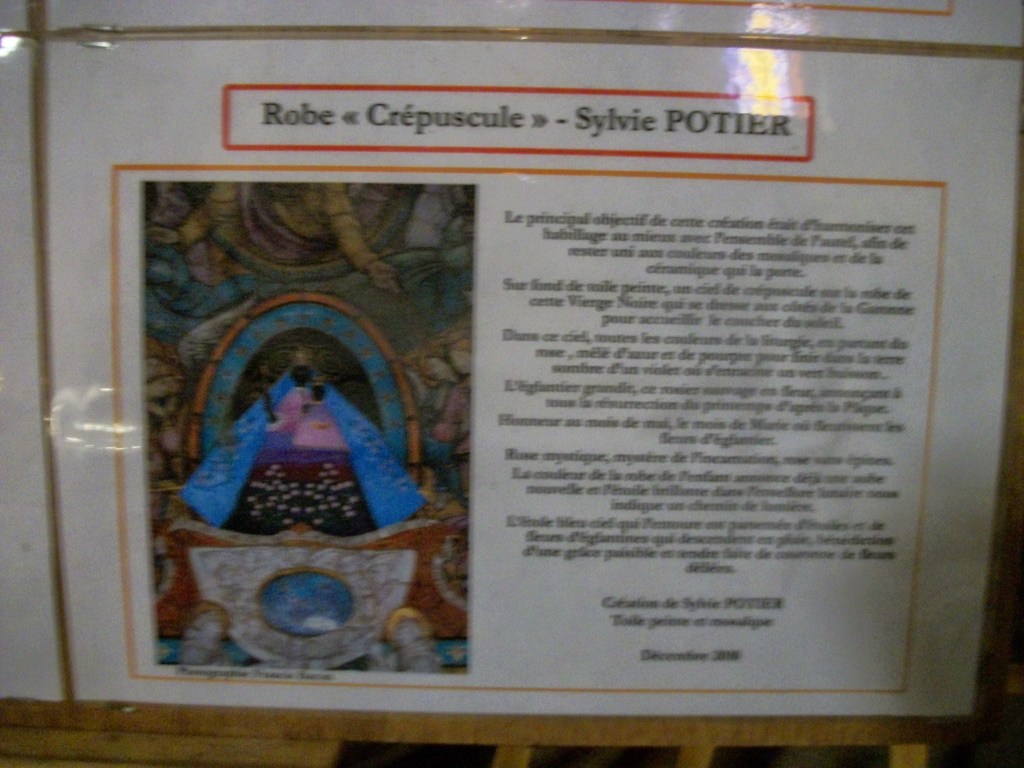 Robe « Crépuscule » - Sylvie POTIER
Le principal objectif de cette création était d'harmoniser cet
habillage au mieux avec l'ensemble de l'autel, afin de
rester uni aux couleurs des mosaïques et de la
céramique qui la porte.
Sur fond de toile peinte, un ciel de crépuscule sur la robe de
cette Vierge Noire qui se dresse aux côtés de la Garonne
pour accueillir le coucher du soleil.
Dans ce ciel, toutes les couleurs de la liturgie, en partant du
rose , mêlé d'azur et de pourpre pour finir dans la terre
sombre d'un violet où s'enracine un vert buisson.
L'églantier grandit, ce rosier sauvage en fleur, annonçant à
tous la résurrection du printemps d'après la Pâque.
Honneur au mois de mai, le mois de Marie où fleurissent les
fleurs d'églantier.
Rose mystique, mystère de l'incarnation, rose sans épines.
La couleur de la robe de l'enfant annonce déjà une aube
nouvelle et l'étoile brillante dans l'ouverture lunaire nous
indique un chemin de lumière.
L'étole bleu ciel qui l'entoure est parsemée d'étoiles et de
fleurs d'églantines qui descendent en pluie, bénédiction
d'une grâce paisible et tendre faite de couronne de fleurs
déliées.
Création de Sylvie POTIER
Toile peinte et mosaïque
Décembre 2010
Photographie Francis